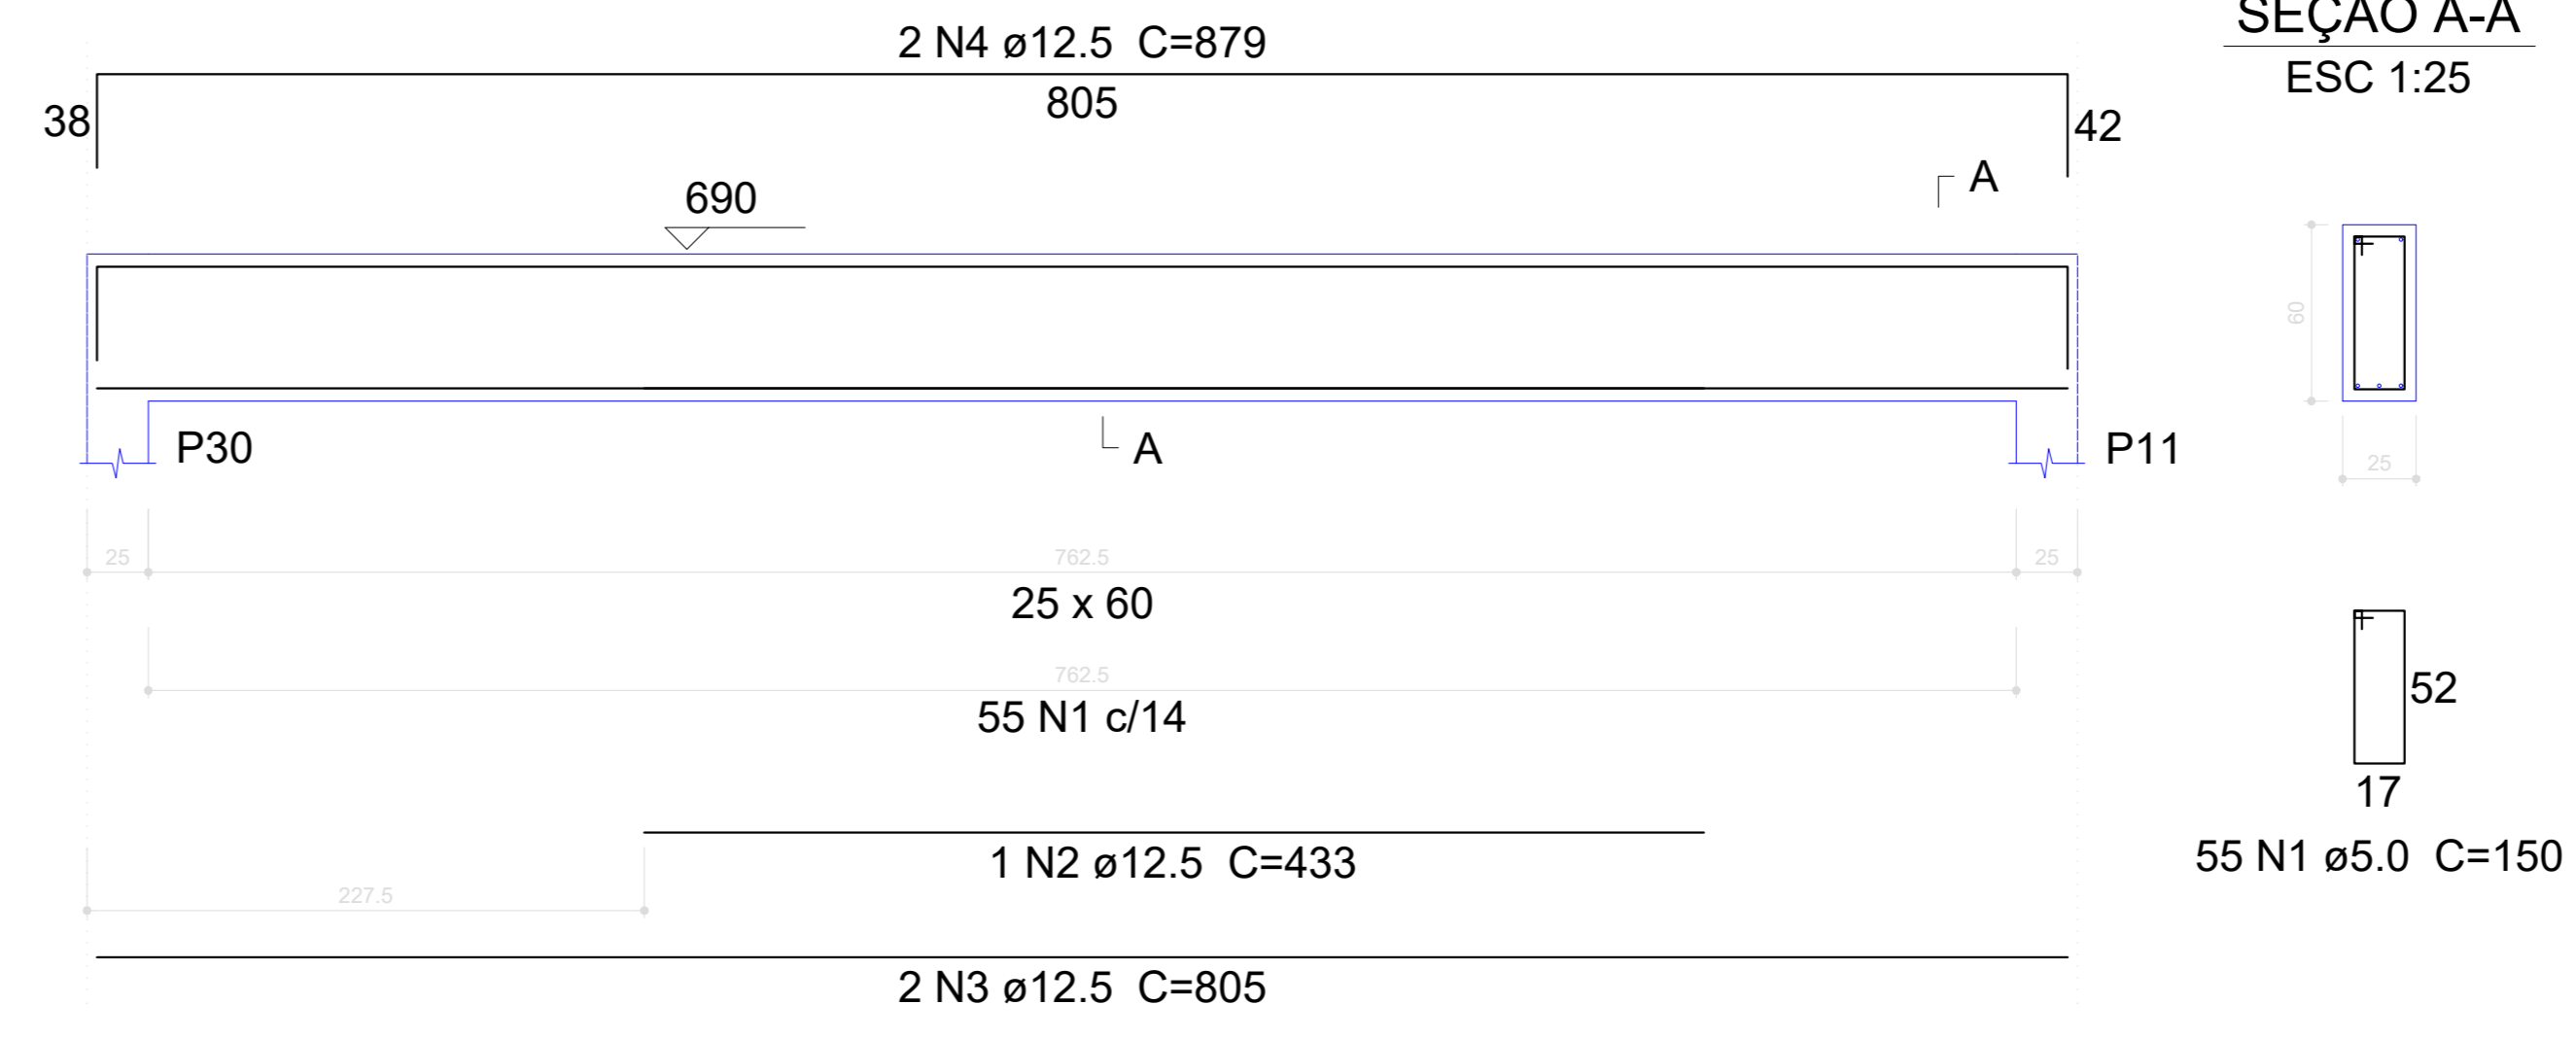 2 N4 ø12.5 C=879
SEÇÃO A-A
ESC 1:25
805
38
42
A
690
60
P30
A
P11
25
25
762.5
25
25 x 60
762.5
52
55 N1 c/14
17
1 N2 ø12.5 C=433
55 N1 ø5.0 C=150
227.5
2 N3 ø12.5 C=805